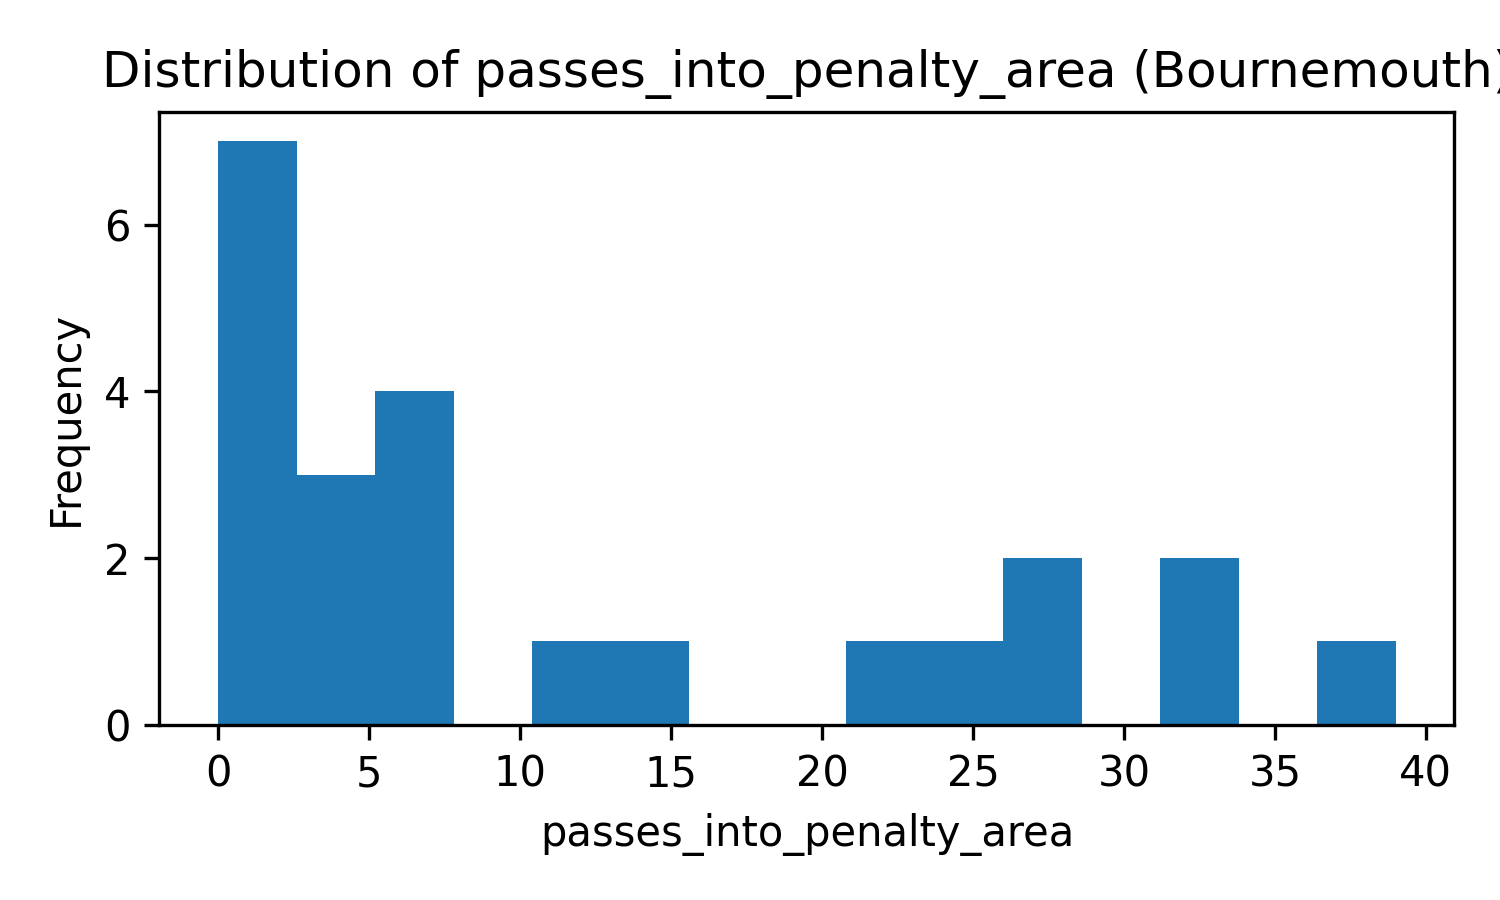 Distribution of passes_into_penalty_area (Bournemouth)
6
4
2
0
Frequency
0 5 10 15 20 25 30 35 40
passes_into_penalty_area